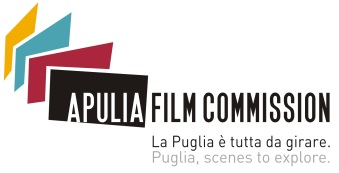 APULIA FILM COMMISSION
La Puglia è tutta da girare.
Puglia, scenes to explore.